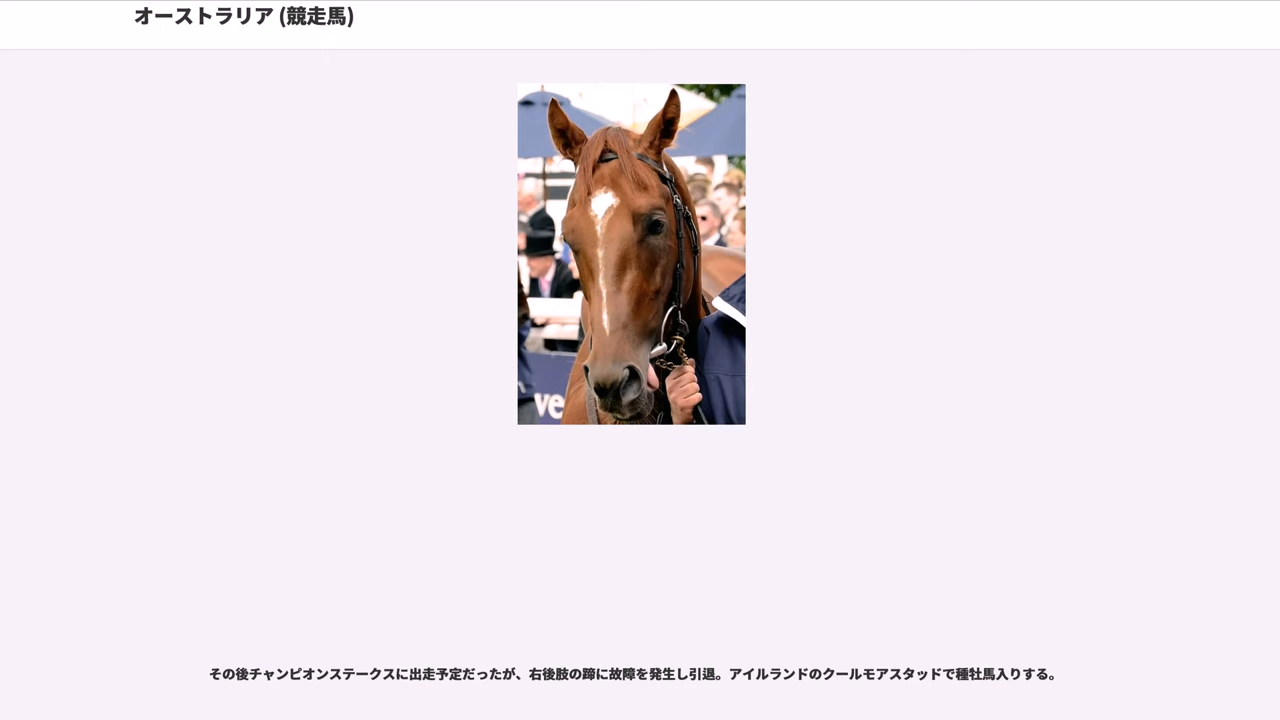 オーストラリア (競走馬)
ve
その後チャンピオンステークスに出走予定だったが、右後肢の蹄に故障を発生し引退。アイルランドのクールモアスタッドで種牡馬入りする。